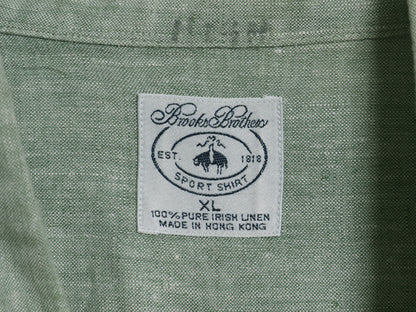 Brooks Brothers
EST. 1818
SPORT SHIRT
XL
100% PURE IRISH LINEN
MADE IN HONG KONG